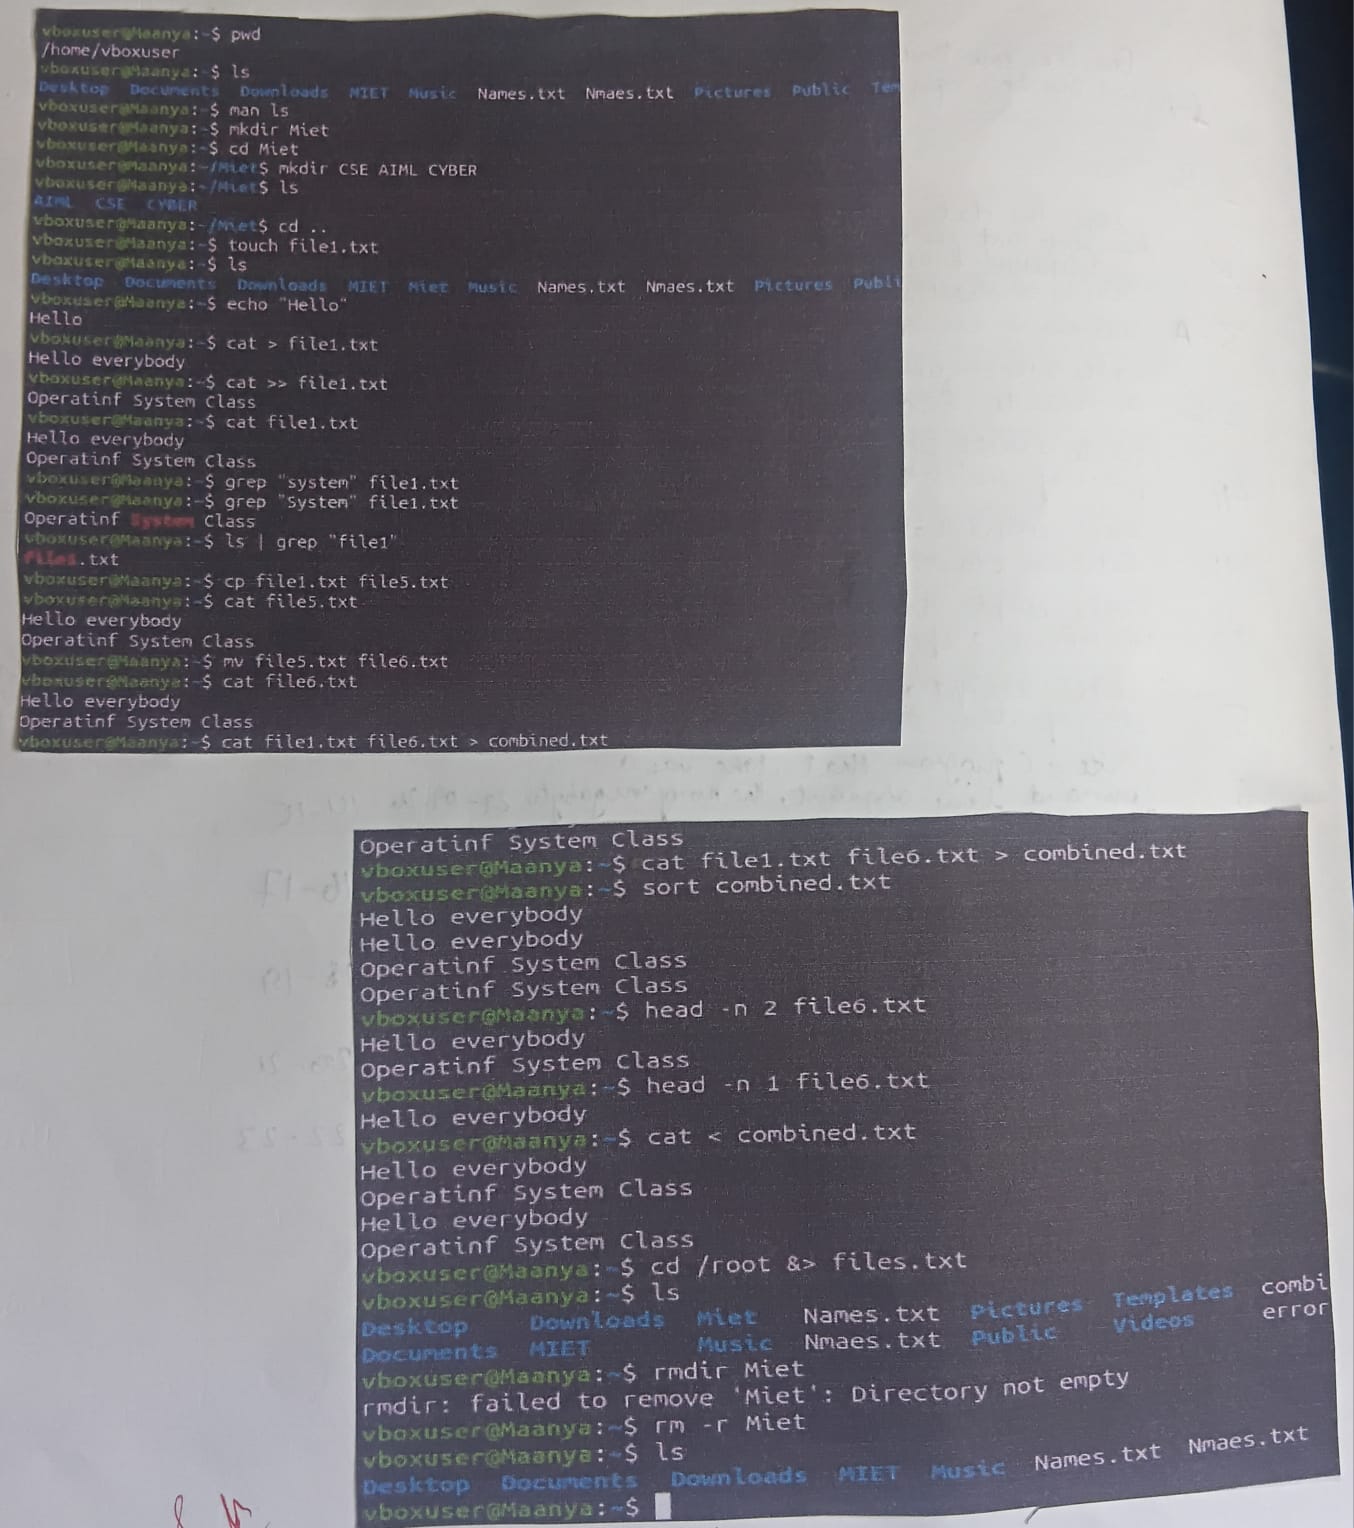 vboxuser@Maanya:~$ pwd
/home/vboxuser
vboxuser@Maanya:~$ ls
Desktop Documents Downloads MIET Music Names.txt Nmaes.txt Pictures Public Tem
vboxuser@Maanya:~$ man ls
vboxuser@Maanya:~$ mkdir Miet
vboxuser@Maanya:~$ cd Miet
vboxuser@Maanya:~/Miet$ mkdir CSE AIML CYBER
vboxuser@Maanya:~/Miet$ ls
AIML CSE CYBER
vboxuser@Maanya:~/Miet$ cd ..
vboxuser@Maanya:~$ touch file1.txt
vboxuser@Maanya:~$ ls
Desktop Documents Downloads MIET Miet Music Names.txt Nmaes.txt Pictures Publi
vboxuser@Maanya:~$ echo "Hello"
Hello
vboxuser@Maanya:~$ cat > file1.txt
Hello everybody
vboxuser@Maanya:~$ cat >> file1.txt
Operatinf System Class
vboxuser@Maanya:~$ cat file1.txt
Hello everybody
Operatinf System Class
vboxuser@Maanya:~$ grep "system" file1.txt
vboxuser@Maanya:~$ grep "System" file1.txt
Operatinf System Class
vboxuser@Maanya:~$ ls | grep "file1"
file1.txt
vboxuser@Maanya:~$ cp file1.txt file5.txt
vboxuser@Maanya:~$ cat file5.txt
Hello everybody
Operatinf System Class
vboxuser@Maanya:~$ mv file5.txt file6.txt
vboxuser@Maanya:~$ cat file6.txt
Hello everybody
Operatinf System Class
vboxuser@Maanya:~$ cat file1.txt file6.txt > combined.txt
Operatinf System Class
vboxuser@Maanya:~$ cat file1.txt file6.txt > combined.txt
vboxuser@Maanya:~$ sort combined.txt
Hello everybody
Hello everybody
Operatinf System Class
Operatinf System Class
vboxuser@Maanya:~$ head -n 2 file6.txt
Hello everybody
Operatinf System Class
vboxuser@Maanya:~$ head -n 1 file6.txt
Hello everybody
vboxuser@Maanya:~$ cat < combined.txt
Hello everybody
Operatinf System Class
Hello everybody
Operatinf System Class
vboxuser@Maanya:~$ cd /root &> files.txt
vboxuser@Maanya:~$ ls
Desktop Downloads Miet Names.txt Pictures Templates combi
Documents MIET Music Nmaes.txt Public Videos error
vboxuser@Maanya:~$ rmdir Miet
rmdir: failed to remove 'Miet': Directory not empty
vboxuser@Maanya:~$ rm -r Miet
vboxuser@Maanya:~$ ls
Desktop Documents Downloads MIET Music Names.txt Nmaes.txt
vboxuser@Maanya:~$